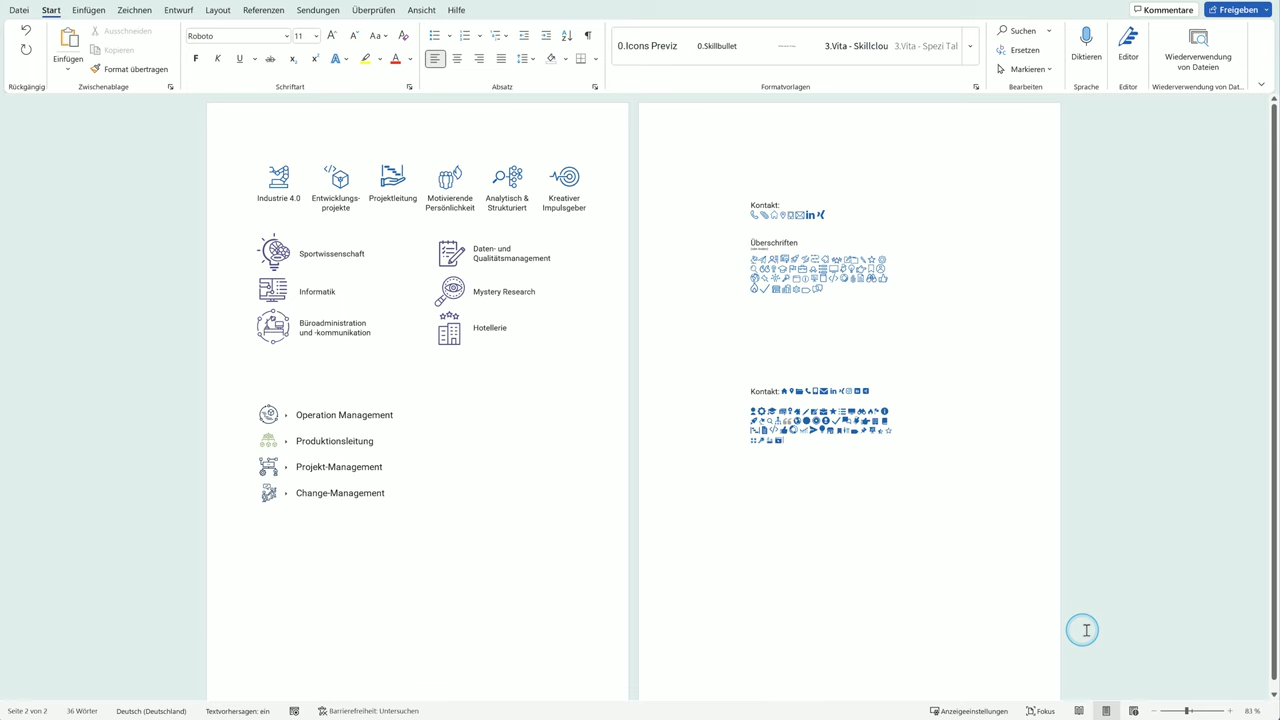 Datei Start Einfügen Zeichnen Entwurf Layout Referenzen Sendungen Überprüfen Ansicht Hilfe Kommentare Freigeben
Einfügen
Ausschneiden
Kopieren
Format übertragen
Roboto 11
F K U ab
0.Icons Previz 0.Skillbullet 3.Vita - Skillclou 3.Vita - Spezi Tal
Suchen
Ersetzen
Markieren
Diktieren
Editor
Wiederverwendung
von Dateien
Rückgängig Zwischenablage Schriftart Absatz Formatvorlagen Bearbeiten Sprache Editor Wiederverwendung von Dat...
Industrie 4.0
Entwicklungs-
projekte
Projektleitung
Motivierende
Persönlichkeit
Analytisch &
Strukturiert
Kreativer
Impulsgeber
Sportwissenschaft
Daten- und
Qualitätsmanagement
Informatik
Mystery Research
Büroadministration
und -kommunikation
Hotellerie
Operation Management
Produktionsleitung
Projekt-Management
Change-Management
Kontakt:
Überschriften
Kontakt:
Seite 2 von 2 36 Wörter Deutsch (Deutschland) Textvorhersagen: ein Barrierefreiheit: Untersuchen Anzeigeeinstellungen Fokus 83 %